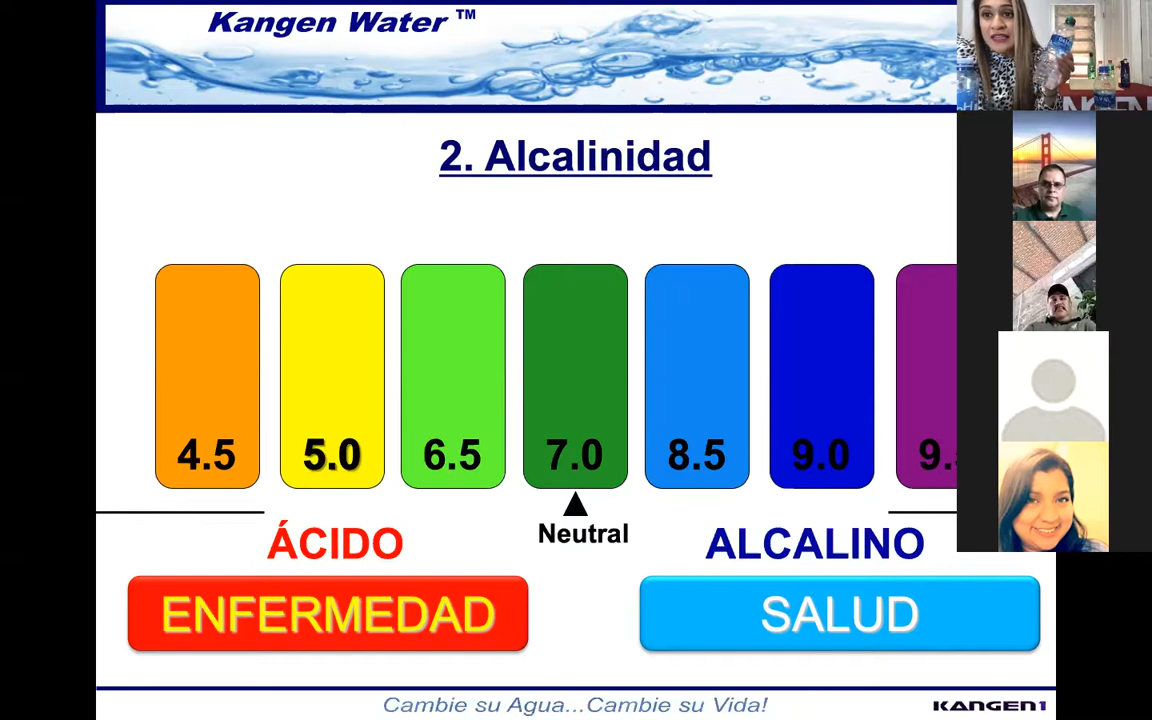 Kangen Water ™
2. Alcalinidad
4.5 5.0 6.5 7.0 8.5 9.0
Neutral
ÁCIDO ALCALINO
ENFERMEDAD SALUD
Cambie su Agua...Cambie su Vida! KANGEN1